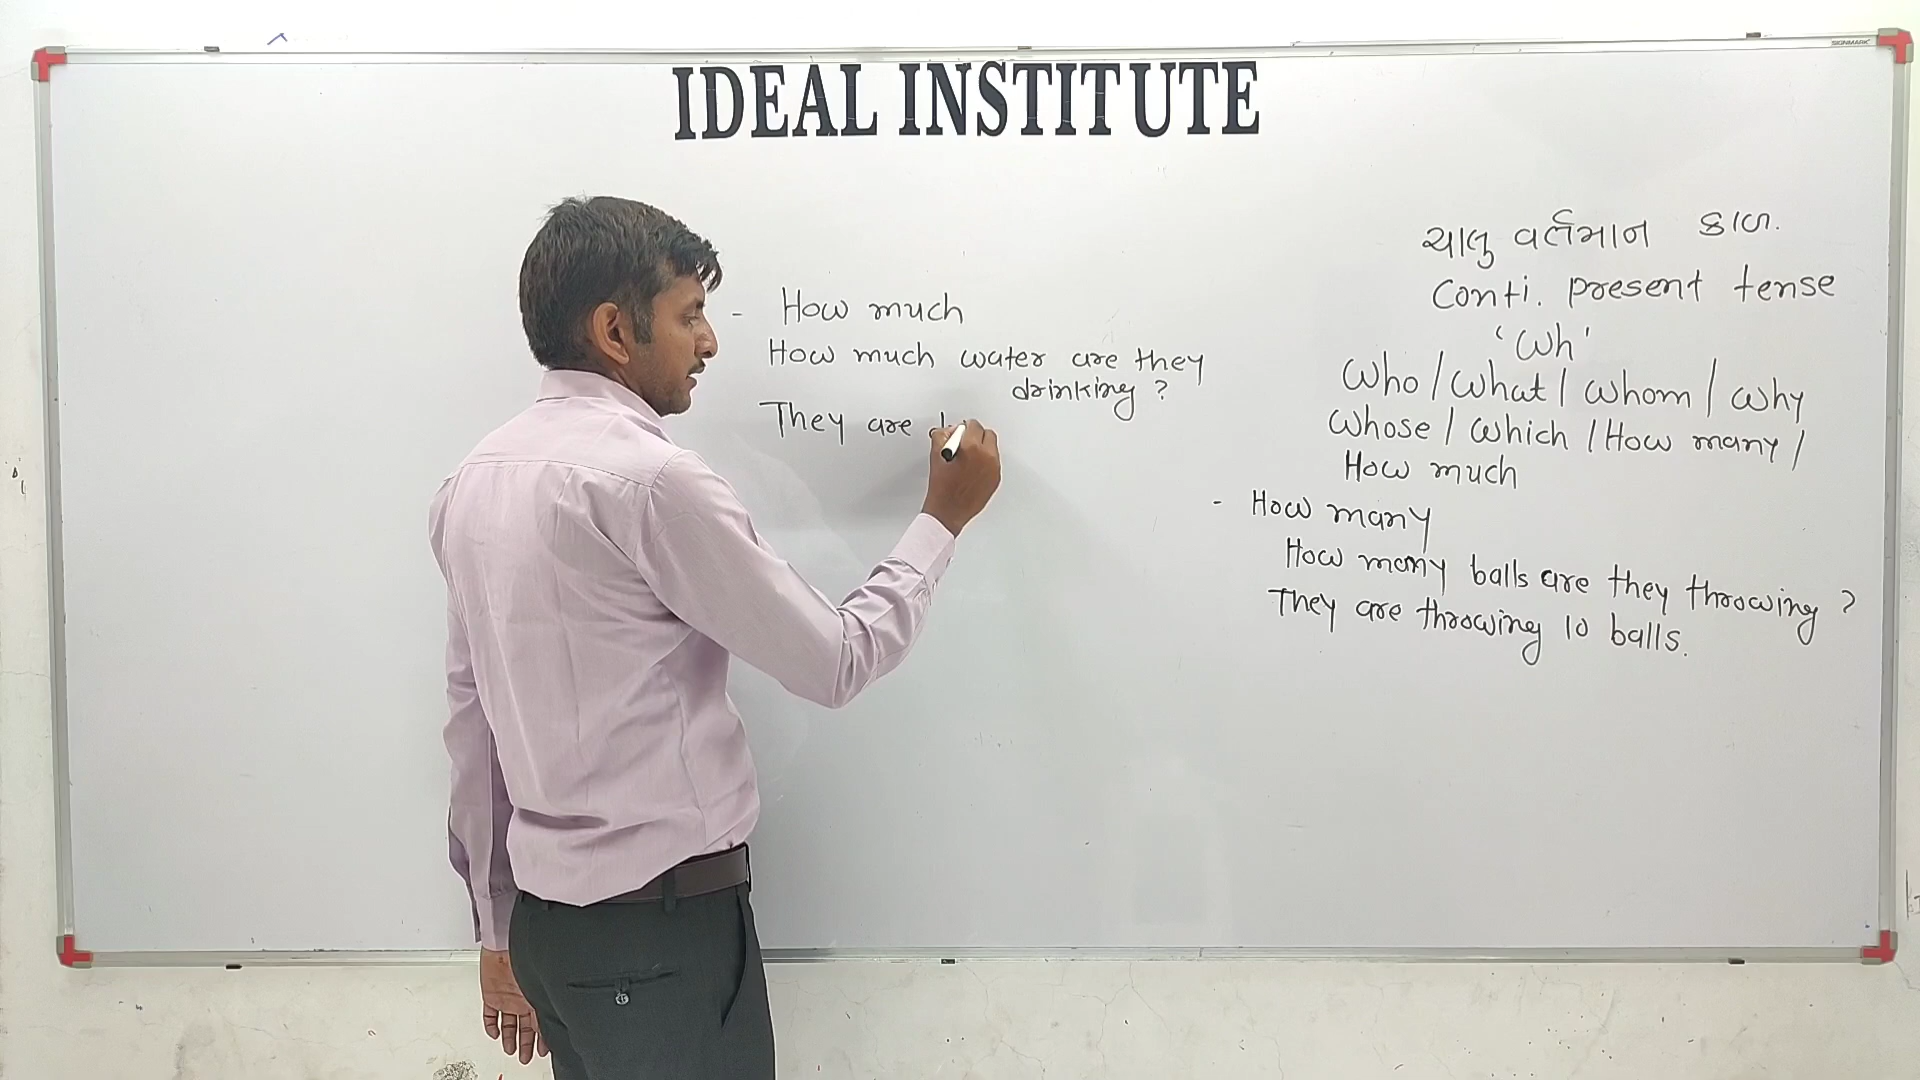 IDEAL INSTITUTE
SIGNMARK
- How much
How much water are they
drinking ?
They are
ચાલુ વર્તમાન કાળ.
Conti. present tense
'Wh'
Who / What / Whom / Why
Whose / Which / How many /
How much
- How many
How many balls are they throwing ?
They are throwing 10 balls.